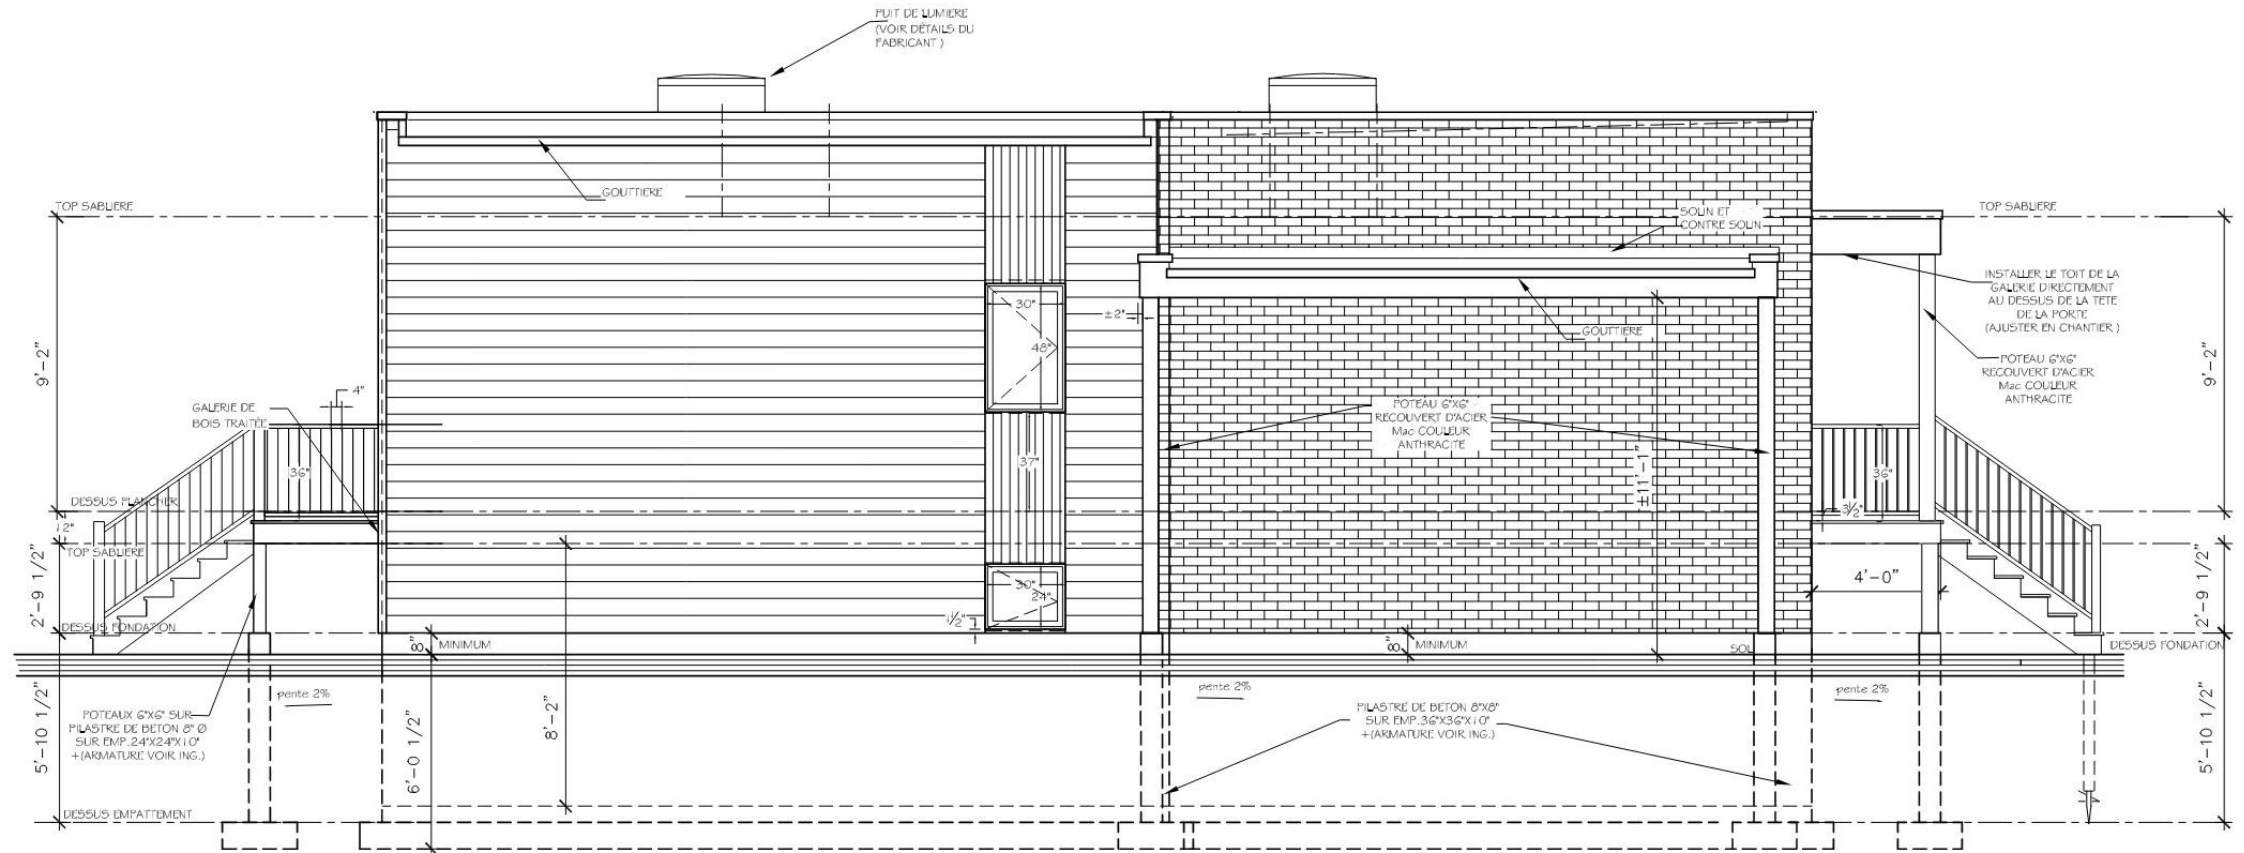 PUIT DE LUMIERE
(VOIR DÉTAILS DU
FABRICANT )
GOUTTIERE
TOP SABLIERE
SOLIN ET
CONTRE SOLIN
TOP SABLIERE
INSTALLER LE TOIT DE LA
GALERIE DIRECTEMENT
AU DESSUS DE LA TETE
DE LA PORTE
(AJUSTER EN CHANTIER )
30"
±2"
48"
GOUTTIERE
9'-2"
9'-2"
POTEAU 6"X6"
RECOUVERT D'ACIER
Mac COULEUR
ANTHRACITE
4"
GALERIE DE
BOIS TRAITÉE
POTEAU 6"X6"
RECOUVERT D'ACIER
Mac COULEUR
ANTHRACITE
36"
37"
±11'-1"
36"
DESSUS PLANCHER
12"
3/2"
TOP SABLIERE
2'-9 1/2"
30"
24"
4'-0"
2'-9 1/2"
DESSUS FONDATION
1/2"
8"
MINIMUM
8"
MINIMUM
SOL
DESSUS FONDATION
pente 2%
pente 2%
pente 2%
POTEAUX 6"X6" SUR
PILASTRE DE BETON 8" Ø
SUR EMP.24"X24"X10"
+(ARMATURE VOIR ING.)
5'-10 1/2"
6'-0 1/2"
8'-2"
PILASTRE DE BETON 8"X8"
SUR EMP.36"X36"X10"
+(ARMATURE VOIR ING.)
5'-10 1/2"
DESSUS EMPATTEMENT